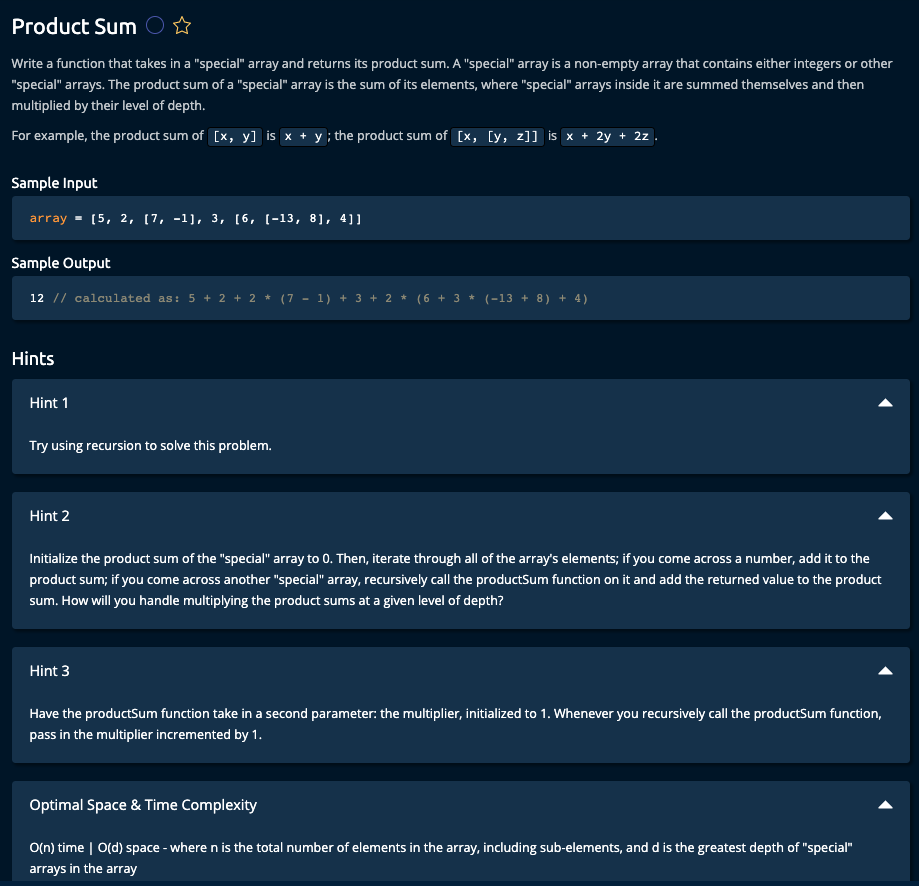 Product Sum
Write a function that takes in a "special" array and returns its product sum. A "special" array is a non-empty array that contains either integers or other
"special" arrays. The product sum of a "special" array is the sum of its elements, where "special" arrays inside it are summed themselves and then
multiplied by their level of depth.
For example, the product sum of [x, y] is x + y; the product sum of [x, [y, z]] is x + 2y + 2z.
Sample Input
array = [5, 2, [7, -1], 3, [6, [-13, 8], 4]]
Sample Output
12 // calculated as: 5 + 2 + 2 * (7 - 1) + 3 + 2 * (6 + 3 * (-13 + 8) + 4)
Hints
Hint 1
Try using recursion to solve this problem.
Hint 2
Initialize the product sum of the "special" array to 0. Then, iterate through all of the array's elements; if you come across a number, add it to the
product sum; if you come across another "special" array, recursively call the productSum function on it and add the returned value to the product
sum. How will you handle multiplying the product sums at a given level of depth?
Hint 3
Have the productSum function take in a second parameter: the multiplier, initialized to 1. Whenever you recursively call the productSum function,
pass in the multiplier incremented by 1.
Optimal Space & Time Complexity
O(n) time | O(d) space - where n is the total number of elements in the array, including sub-elements, and d is the greatest depth of "special"
arrays in the array